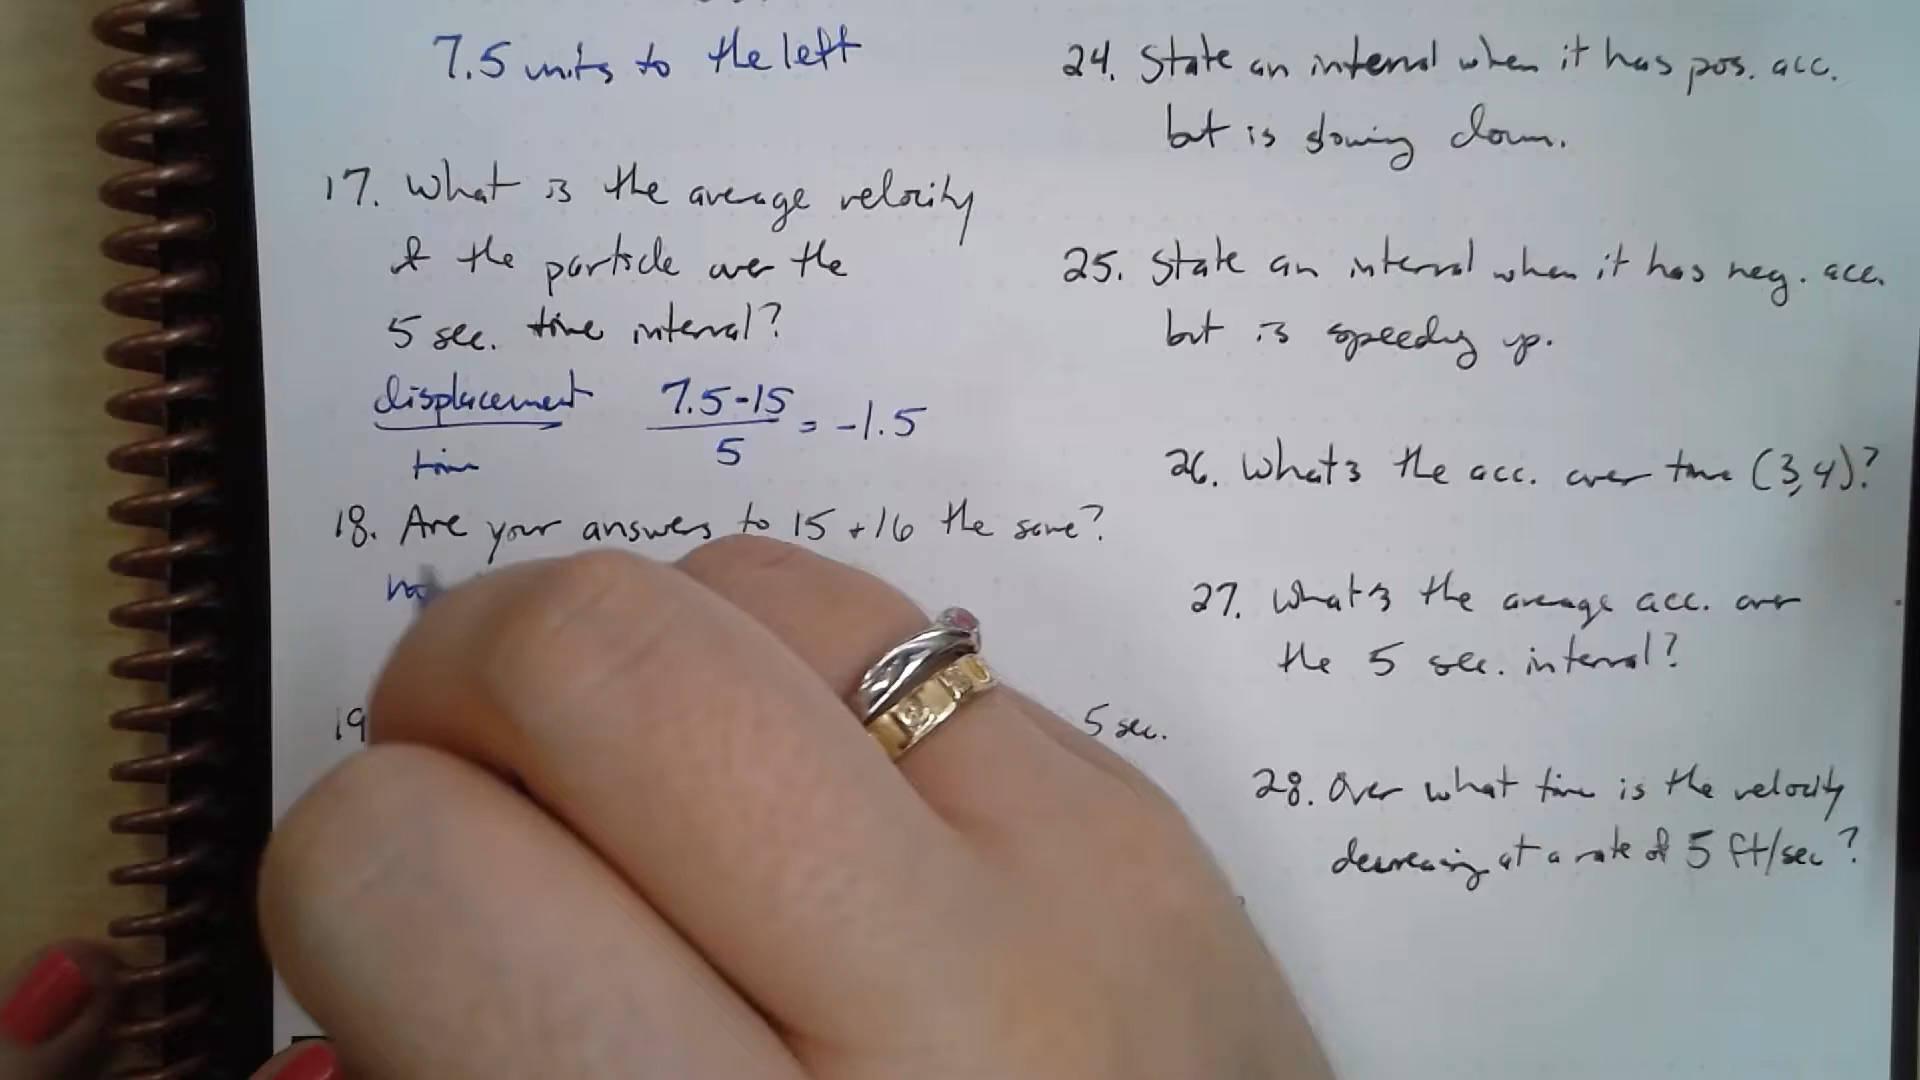 7.5 units to the left
17. What is the average velocity
of the particle over the
5 sec. time interval?
displacement
time
7.5-15
5
= -1.5
18. Are your answers to 15 + 16 the same?
no
19
5 sec.
24. State an interval when it has pos. acc.
but is slowing down.
25. State an interval when it has neg. acc.
but is speeding up.
26. What's the acc. over time (3,4)?
27. What's the average acc. over
the 5 sec. interval?
28. Over what time is the velocity
decreasing at a rate of 5 ft/sec?